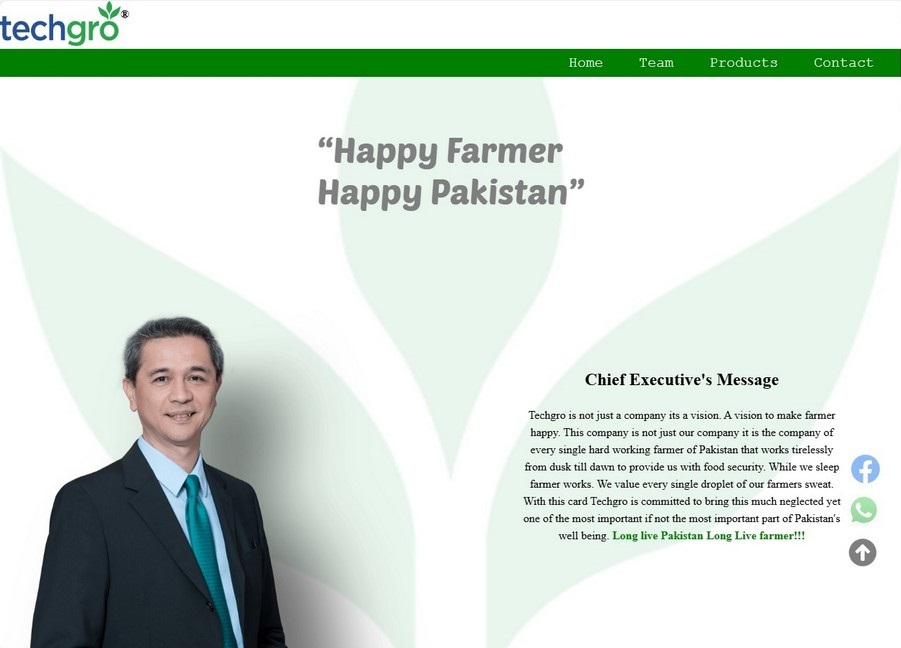 techgro®
Home Team Products Contact
“Happy Farmer
Happy Pakistan”
Chief Executive's Message
Techgro is not just a company its a vision. A vision to make farmer
happy. This company is not just our company it is the company of
every single hard working farmer of Pakistan that works tirelessly
from dusk till dawn to provide us with food security. While we sleep
farmer works. We value every single droplet of our farmers sweat.
With this card Techgro is committed to bring this much neglected yet
one of the most important if not the most important part of Pakistan's
well being. Long live Pakistan Long Live farmer!!!